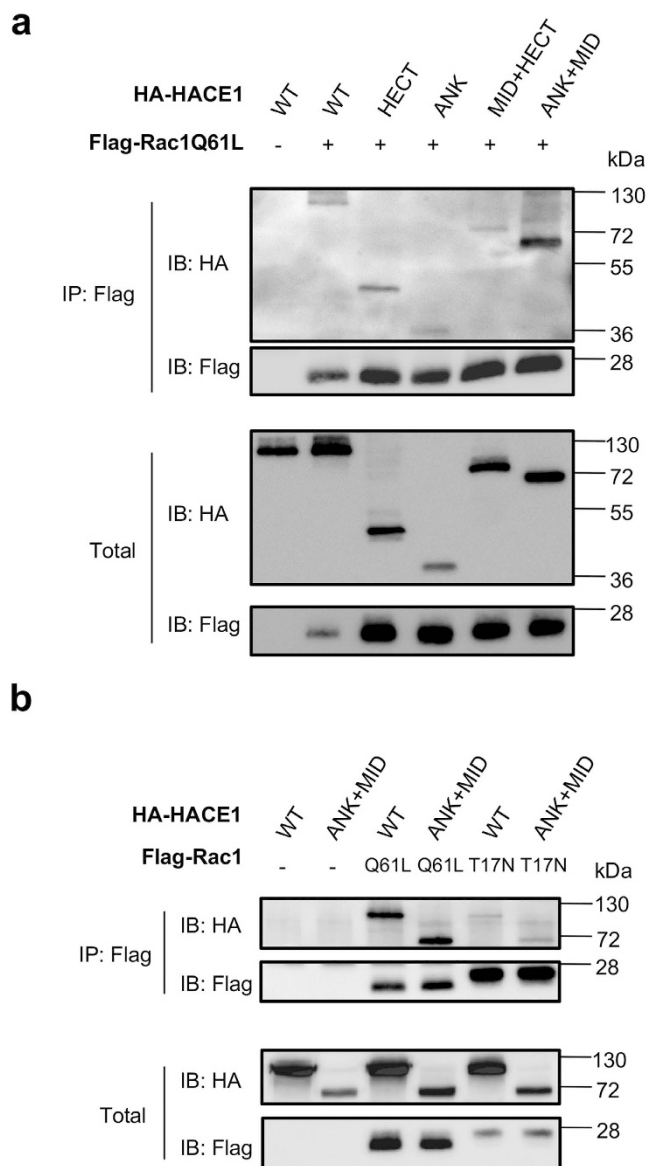 a
HA-HACE1 WT WT HECT ANK MID+HECT ANK+MID
Flag-Rac1Q61L - + + + + +
kDa
130
IB: HA 72
IP: Flag 55
36
IB: Flag 28
130
72
IB: HA 55
Total
36
IB: Flag 28
b
HA-HACE1 WT ANK+MID WT ANK+MID WT ANK+MID
Flag-Rac1 - - Q61L Q61L T17N T17N kDa
IB: HA 130
IP: Flag 72
IB: Flag 28
IB: HA 130
Total 72
IB: Flag 28